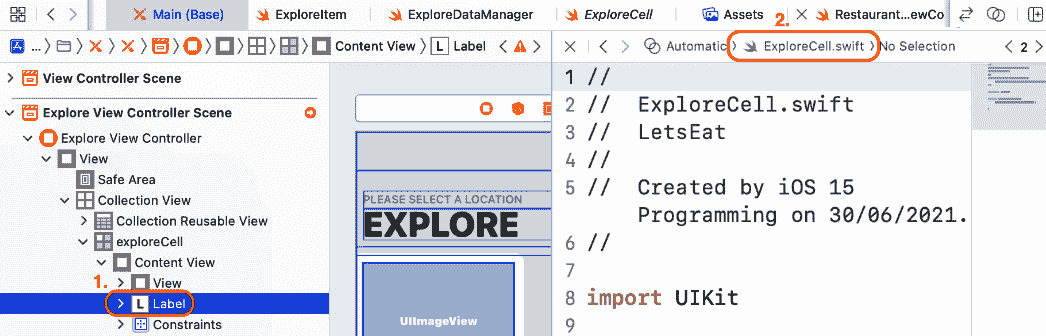 Main (Base)
ExploreItem
ExploreDataManager
ExploreCell
Assets
2.
Restaurant...ewCo
... Content View L Label
Automatic ExploreCell.swift No Selection
2
View Controller Scene
Explore View Controller Scene
Explore View Controller
View
Safe Area
Collection View
Collection Reusable View
exploreCell
Content View
1.
View
L Label
Constraints
PLEASE SELECT A LOCATION
EXPLORE
UIImageView
1 //
2 // ExploreCell.swift
3 // LetsEat
4 //
5 // Created by iOS 15
Programming on 30/06/2021.
6 //
7
8 import UIKit
9